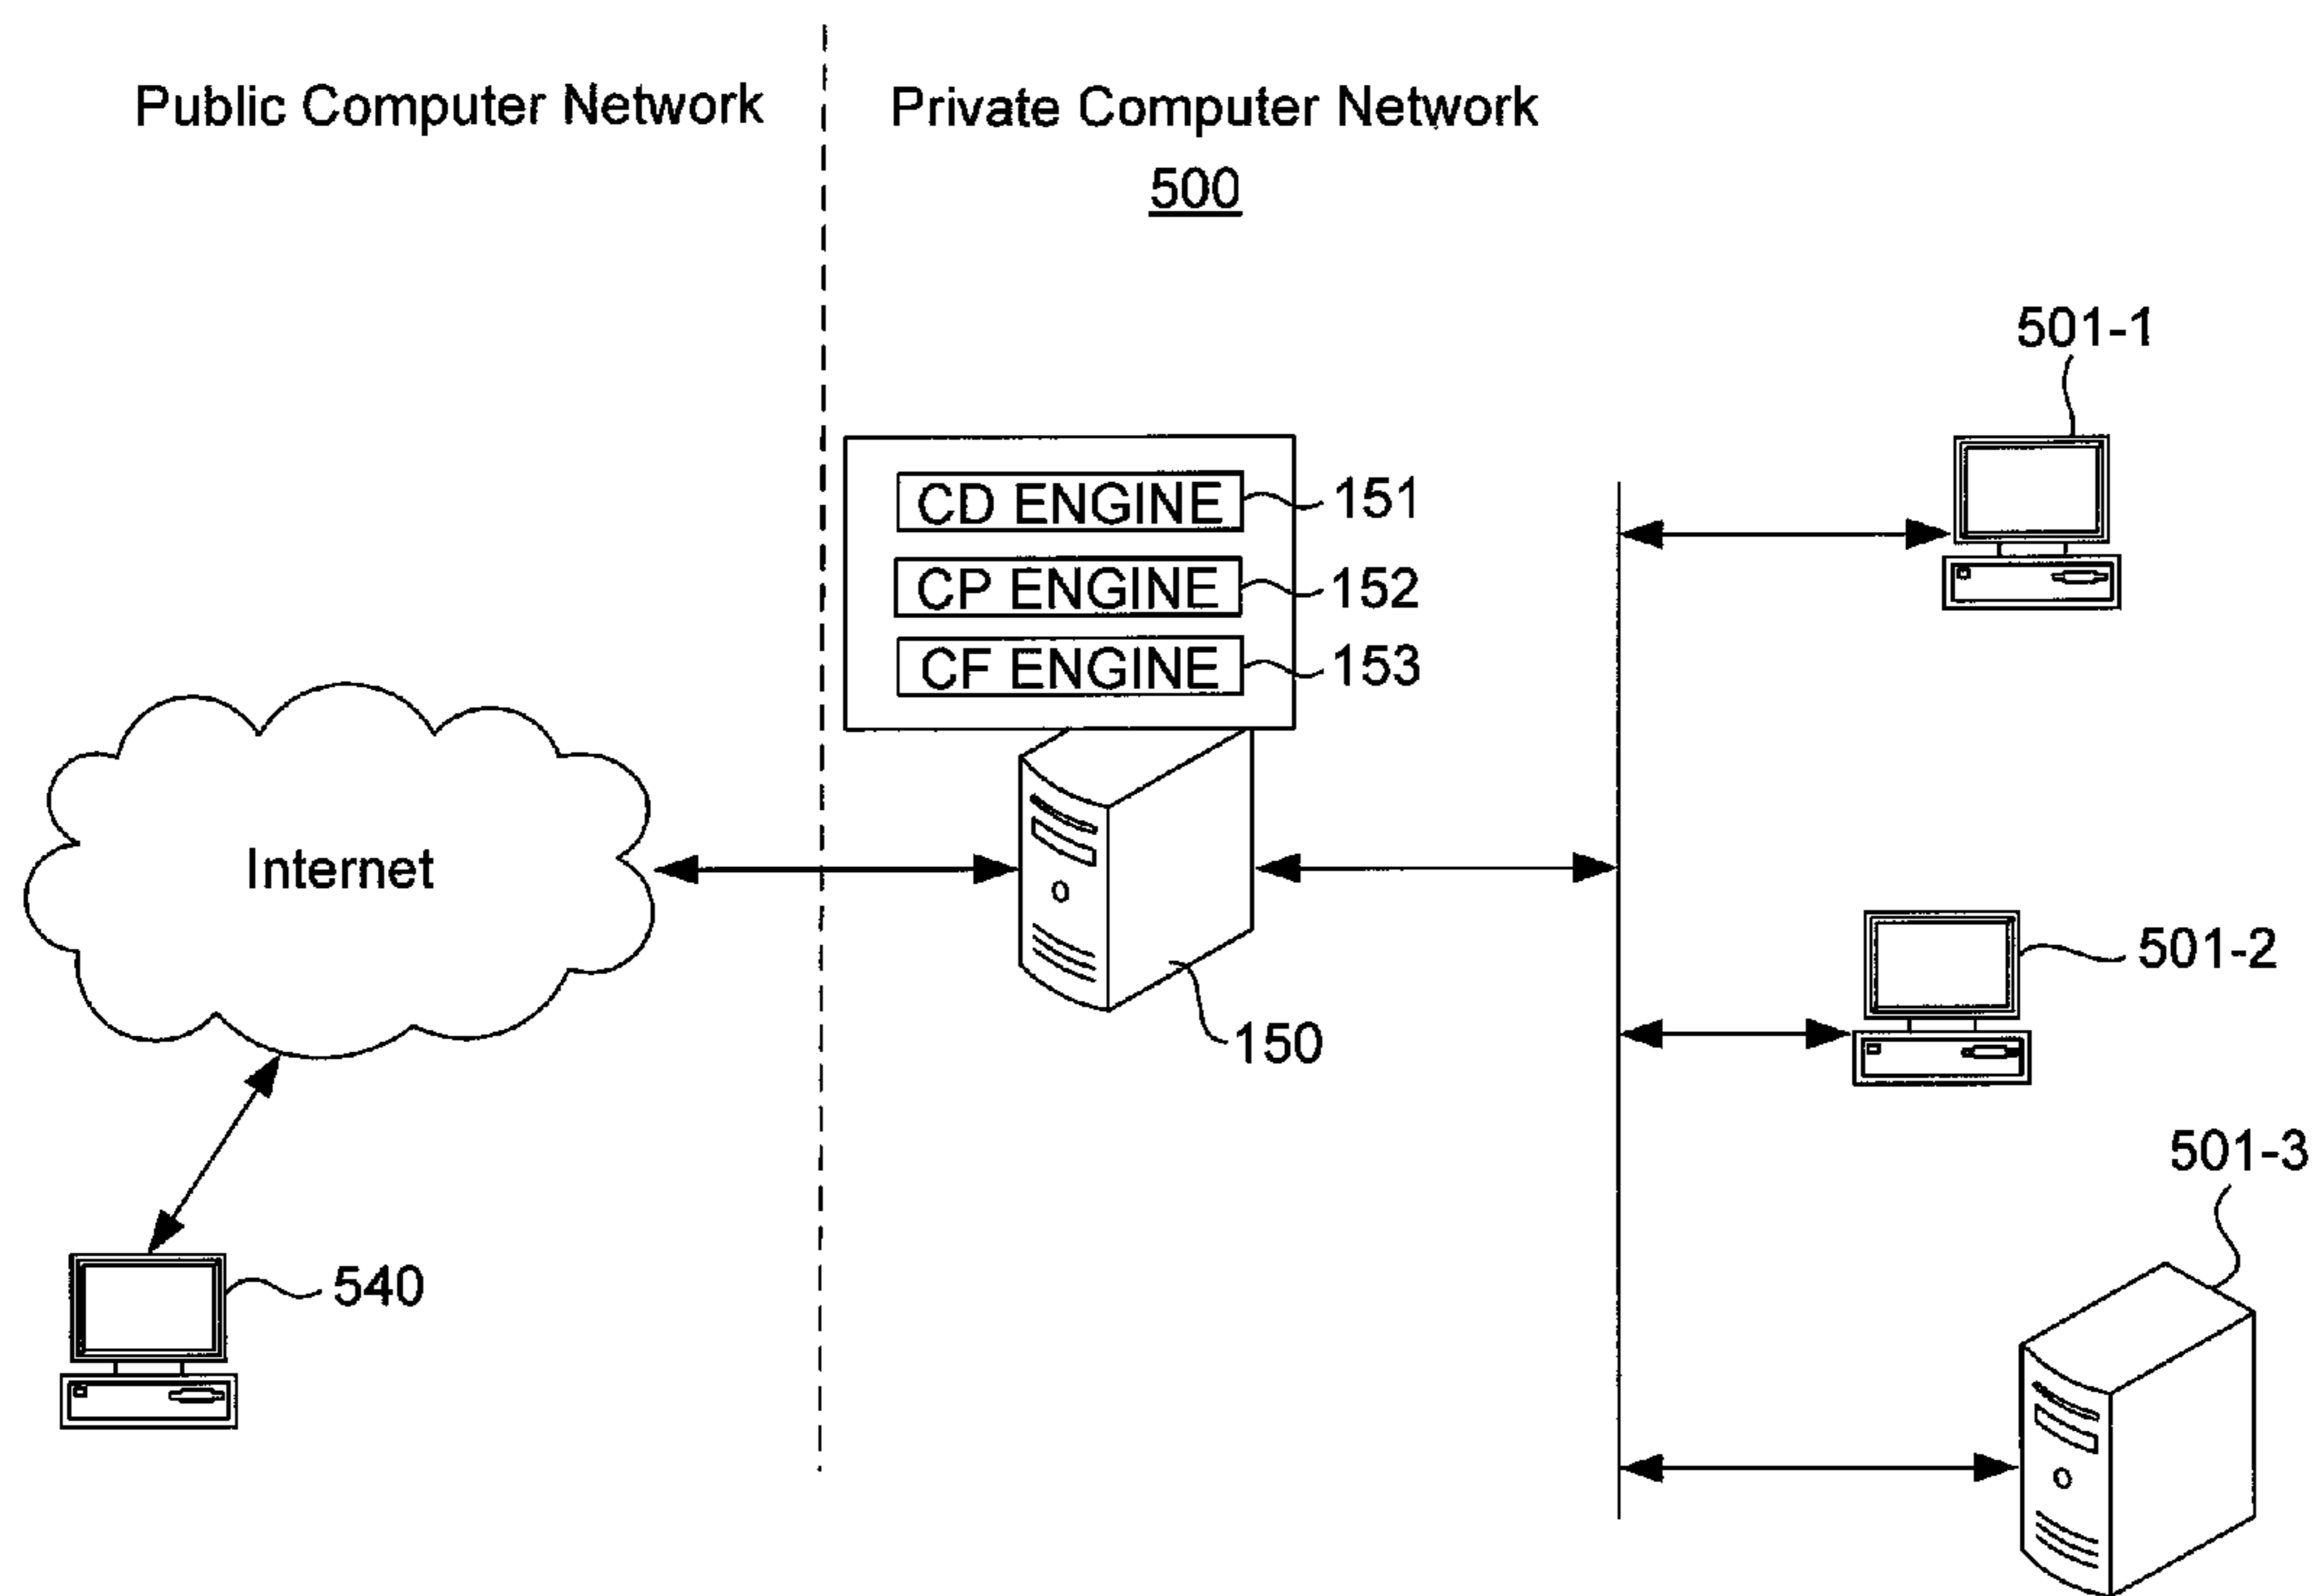 Public Computer Network
Private Computer Network
500
501-1
CD ENGINE
151
CP ENGINE
152
CF ENGINE
153
Internet
501-2
150
501-3
540